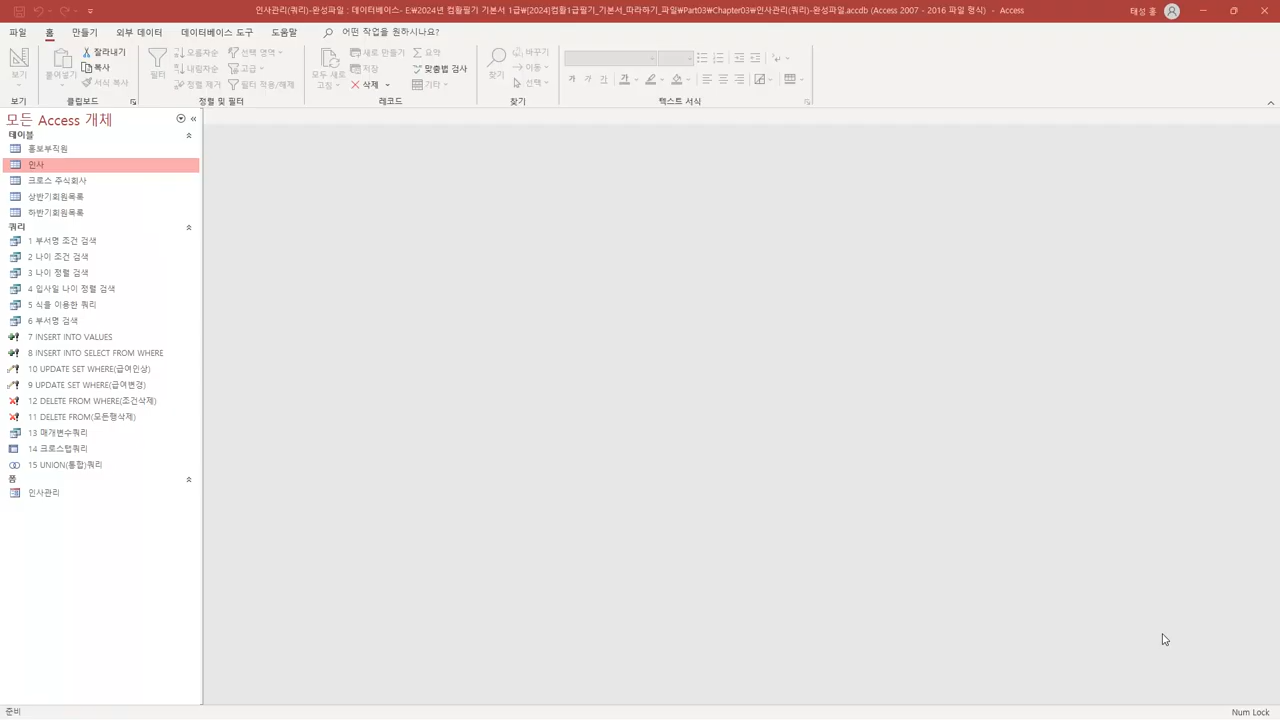 인사관리(쿼리)-완성파일 : 데이터베이스- E:₩2024년 컴활필기 기본서 1급₩[2024]컴활1급필기_기본서_따라하기_파일₩Part03₩Chapter03₩인사관리(쿼리)-완성파일.accdb (Access 2007 - 2016 파일 형식) - Access
태성 홍
파일 홈 만들기 외부 데이터 데이터베이스 도구 도움말 어떤 작업을 원하시나요?
보기
붙여넣기
잘라내기
복사
서식 복사
필터
오름차순
내림차순
정렬 제거
선택 영역
고급
필터 적용/해제
모두 새로 고침
새로 만들기
저장
삭제
요약
맞춤법 검사
기타
찾기
바꾸기
이동
선택
가 가 가
보기 클립보드 정렬 및 필터 레코드 찾기 텍스트 서식
모든 Access 개체
테이블
홍보부직원
인사
크로스 주식회사
상반기회원목록
하반기회원목록
쿼리
1 부서명 조건 검색
2 나이 조건 검색
3 나이 정렬 검색
4 입사일 나이 정렬 검색
5 식을 이용한 쿼리
6 부서명 검색
7 INSERT INTO VALUES
8 INSERT INTO SELECT FROM WHERE
10 UPDATE SET WHERE(급여인상)
9 UPDATE SET WHERE(급여변경)
12 DELETE FROM WHERE(조건삭제)
11 DELETE FROM(모든행삭제)
13 매개변수쿼리
14 크로스탭쿼리
15 UNION(통합)쿼리
폼
인사관리
준비
Num Lock